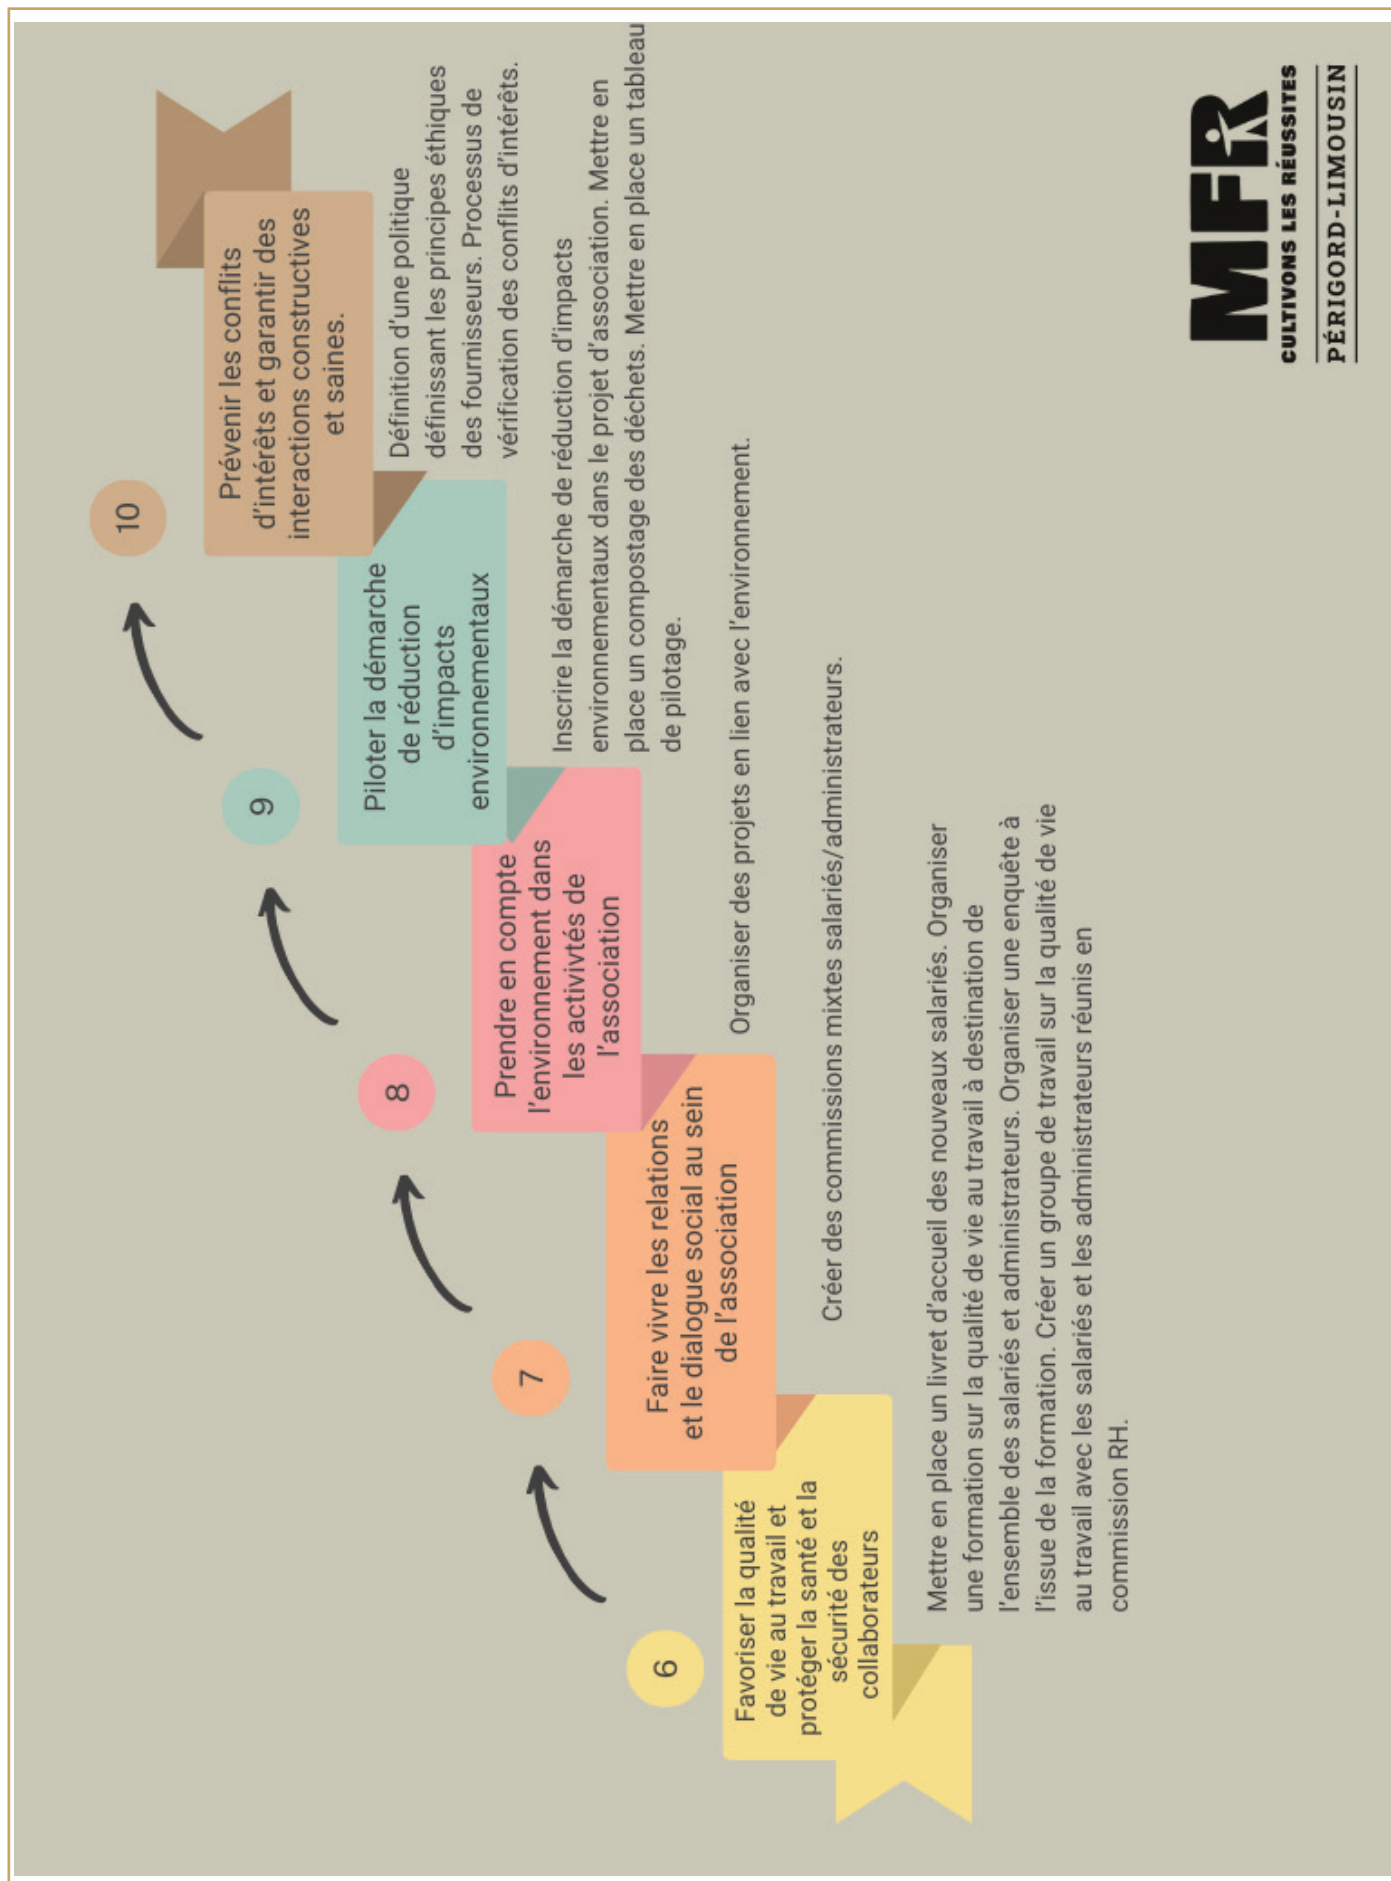 6
Favoriser la qualité
de vie au travail et
protéger la santé et la
sécurité des
collaborateurs
Mettre en place un livret d'accueil des nouveaux salariés. Organiser
une formation sur la qualité de vie au travail à destination de
l'ensemble des salariés et administrateurs. Organiser une enquête à
l'issue de la formation. Créer un groupe de travail sur la qualité de vie
au travail avec les salariés et les administrateurs réunis en
commission RH.
7
Faire vivre les relations
et le dialogue social au sein
de l'association
Créer des commissions mixtes salariés/administrateurs.
8
Prendre en compte
l'environnement dans
les activtés de
l'association
Organiser des projets en lien avec l'environnement.
9
Piloter la démarche
de réduction
d'impacts
environnementaux
Inscrire la démarche de réduction d'impacts
environnementaux dans le projet d'association. Mettre en
place un compostage des déchets. Mettre en place un tableau
de pilotage.
10
Prévenir les conflits
d'intérêts et garantir des
interactions constructives
et saines.
Définition d'une politique
définissant les principes éthiques
des fournisseurs. Processus de
vérification des conflits d'intérêts.
MFR
CULTIVONS LES RÉUSSITES
PÉRIGORD-LIMOUSIN